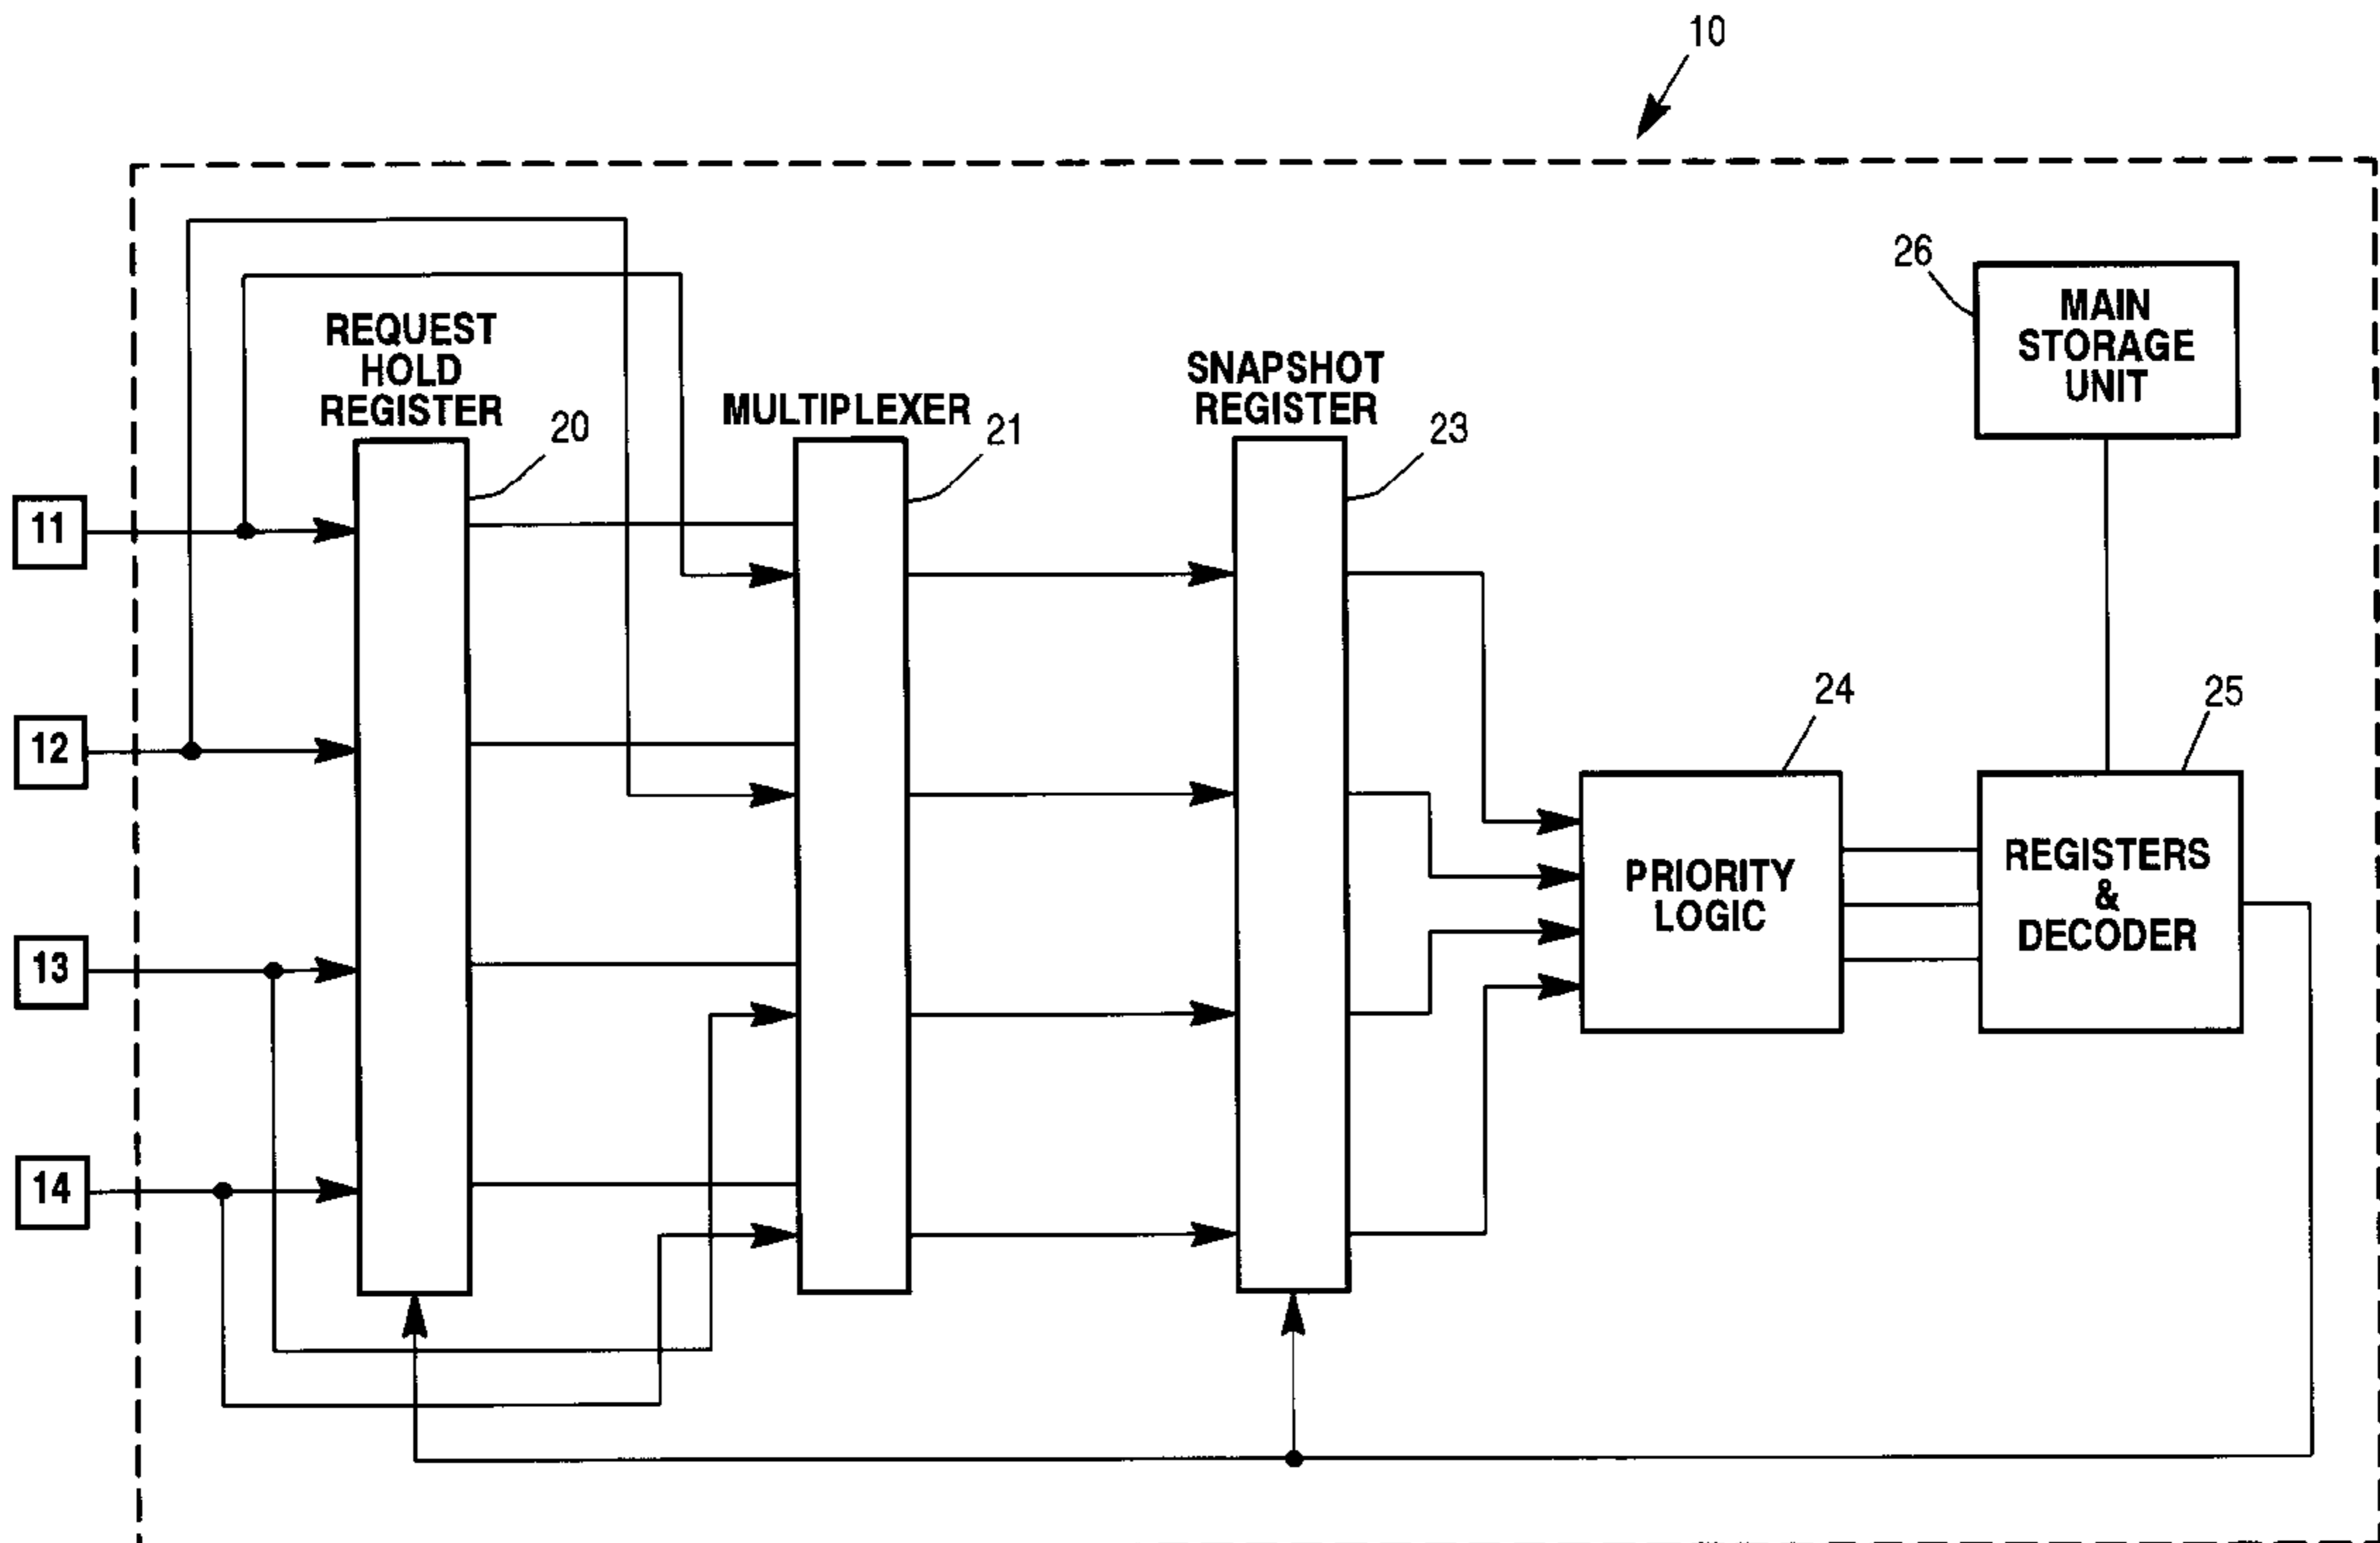 10
26
MAIN
STORAGE
UNIT
REQUEST
HOLD
REGISTER
20
MULTIPLEXER
21
SNAPSHOT
REGISTER
23
11
12
13
14
24
PRIORITY
LOGIC
25
REGISTERS
&
DECODER